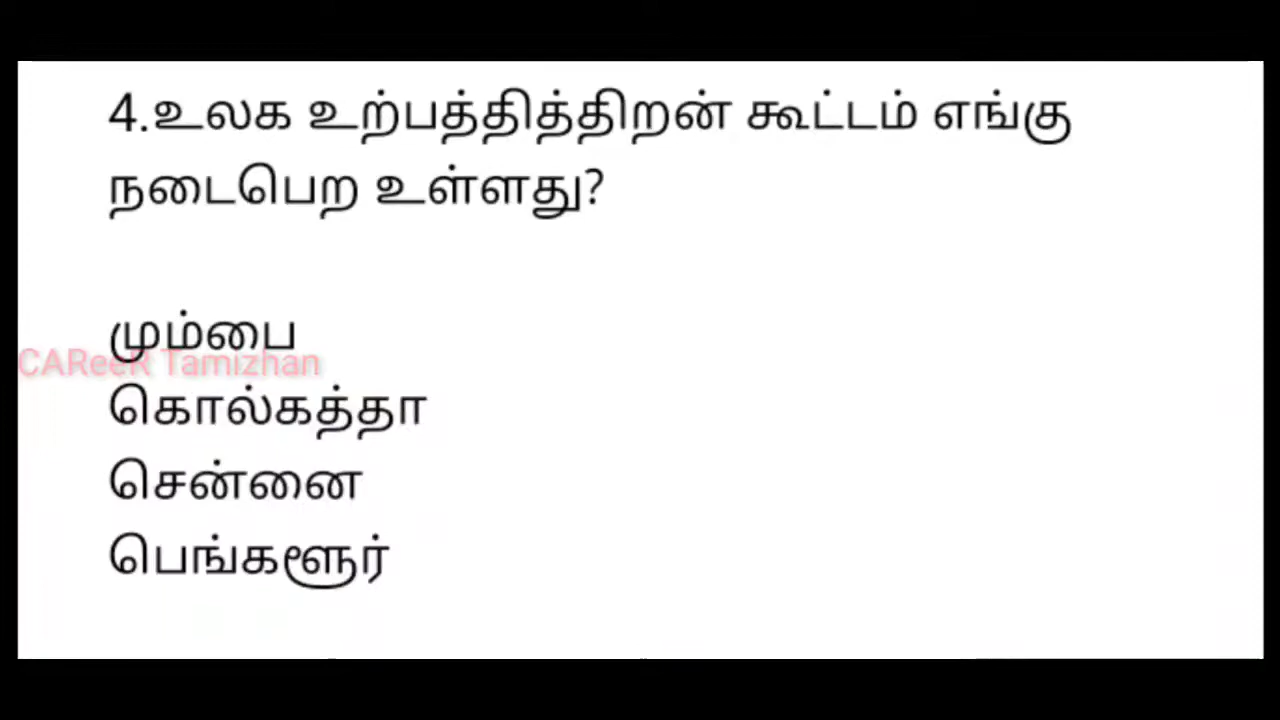 4.உலக உற்பத்தித்திறன் கூட்டம் எங்கு
நடைபெற உள்ளது?
மும்பை
CAReeR Tamizhan
கொல்கத்தா
சென்னை
பெங்களூர்